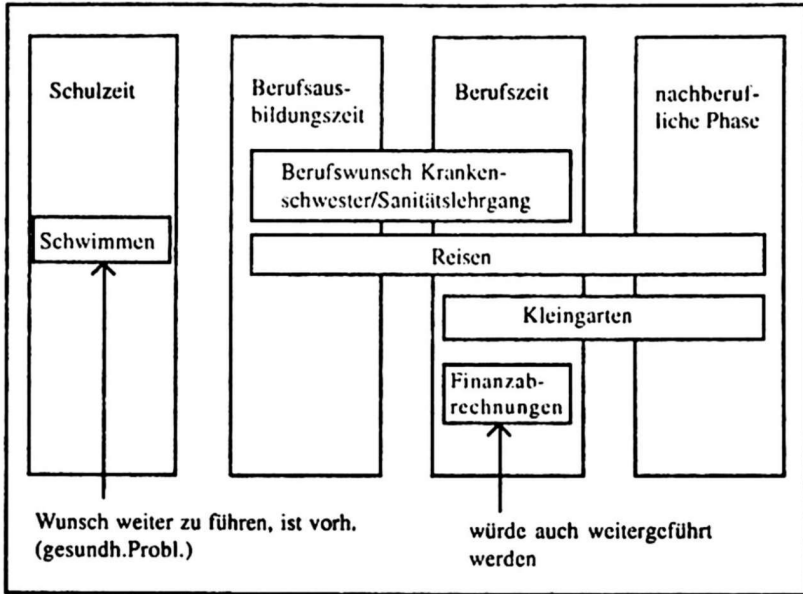 Schulzeit
Berufsaus-
bildungszeit
Berufszeit
nachberuf-
liche Phase
Berufswunsch Kranken-
schwester/Sanitätslehrgang
Schwimmen
Reisen
Kleingarten
Finanzab-
rechnungen
Wunsch weiter zu führen, ist vorh.
(gesundh.Probl.)
würde auch weitergeführt
werden